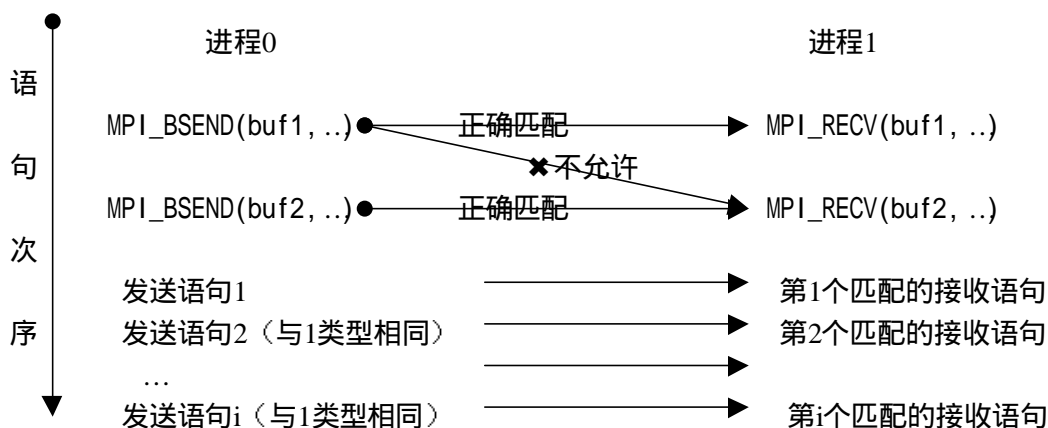 进程0 进程1
语
MPI_BSEND(buf1, ..) 正确匹配 MPI_RECV(buf1, ..)
句 ✖不允许
MPI_BSEND(buf2, ..) 正确匹配 MPI_RECV(buf2, ..)
次
发送语句1 第1个匹配的接收语句
序 发送语句2（与1类型相同） 第2个匹配的接收语句
…
发送语句i（与1类型相同） 第i个匹配的接收语句